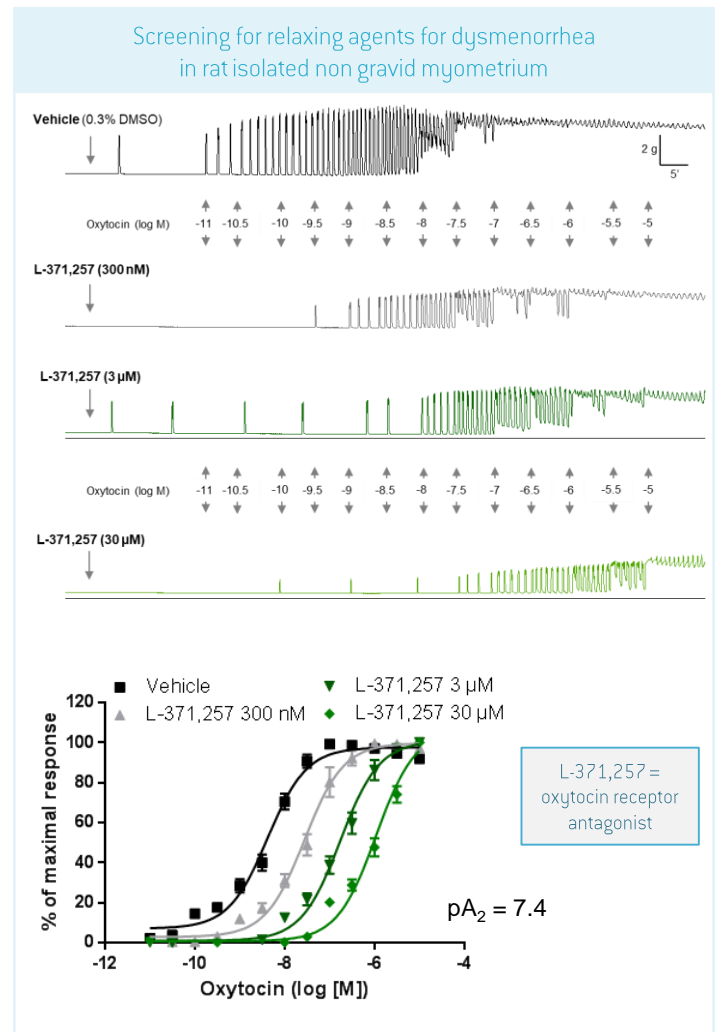 Screening for relaxing agents for dysmenorrhea
in rat isolated non gravid myometrium
Vehicle (0.3% DMSO)
2 g
5'
Oxytocin (log M) -11 -10.5 -10 -9.5 -9 -8.5 -8 -7.5 -7 -6.5 -6 -5.5 -5
L-371,257 (300 nM)
L-371,257 (3 µM)
Oxytocin (log M) -11 -10.5 -10 -9.5 -9 -8.5 -8 -7.5 -7 -6.5 -6 -5.5 -5
L-371,257 (30 µM)
Vehicle L-371,257 3 µM
L-371,257 300 nM L-371,257 30 µM
% of maximal response
120
100
80
60
40
20
0
-12 -10 -8 -6 -4
Oxytocin (log [M])
L-371,257 =
oxytocin receptor
antagonist
pA₂ = 7.4